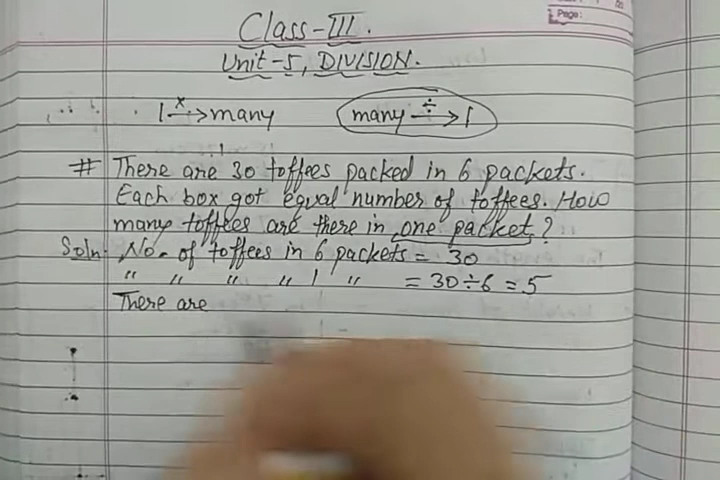 Page:
Class-III.
Unit-5, DIVISION.
1 x→ many many ÷→ 1
# There are 30 toffees packed in 6 packets.
Each box got equal number of toffees. How
many toffees are there in one packet?
Soln. No. of toffees in 6 packets = 30
" " " " 1 " = 30÷6 = 5
There are